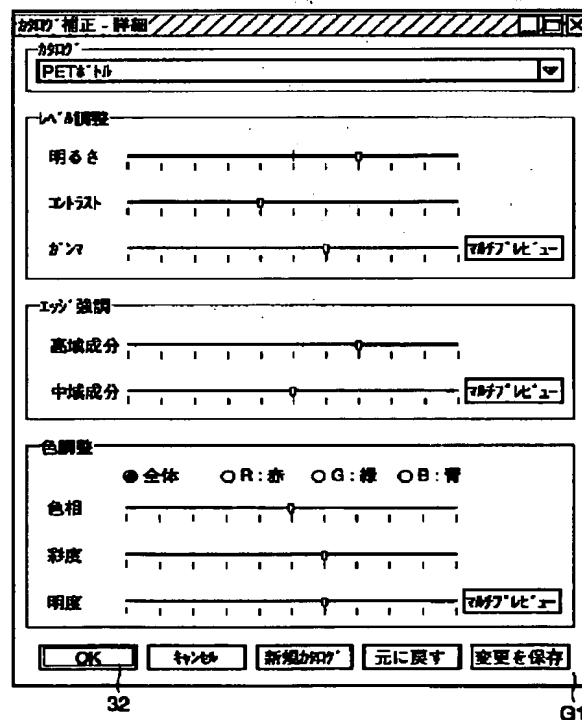 カタログ補正 - 詳細
カタログ
PETボトル
レベル調整
明るさ
コントラスト
ガンマ
マルチプレビュー
エッジ強調
高域成分
中域成分
マルチプレビュー
色調整
全体 R:赤 G:緑 B:青
色相
彩度
明度
マルチプレビュー
OK キャンセル 新規カタログ 元に戻す 変更を保存
32
G1